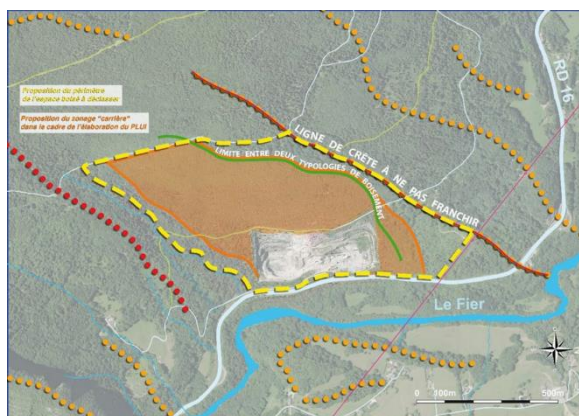 Proposition du périmètre
de l'espace boisé à déclasser
Proposition du zonage "carrière"
dans le cadre de l'élaboration du PLUI
RD 16
LIGNE DE CRÊTE À NE PAS FRANCHIR
LIMITE ENTRE DEUX TYPOLOGIES DE BOISEMENT
Le Fier
0 100m 500m